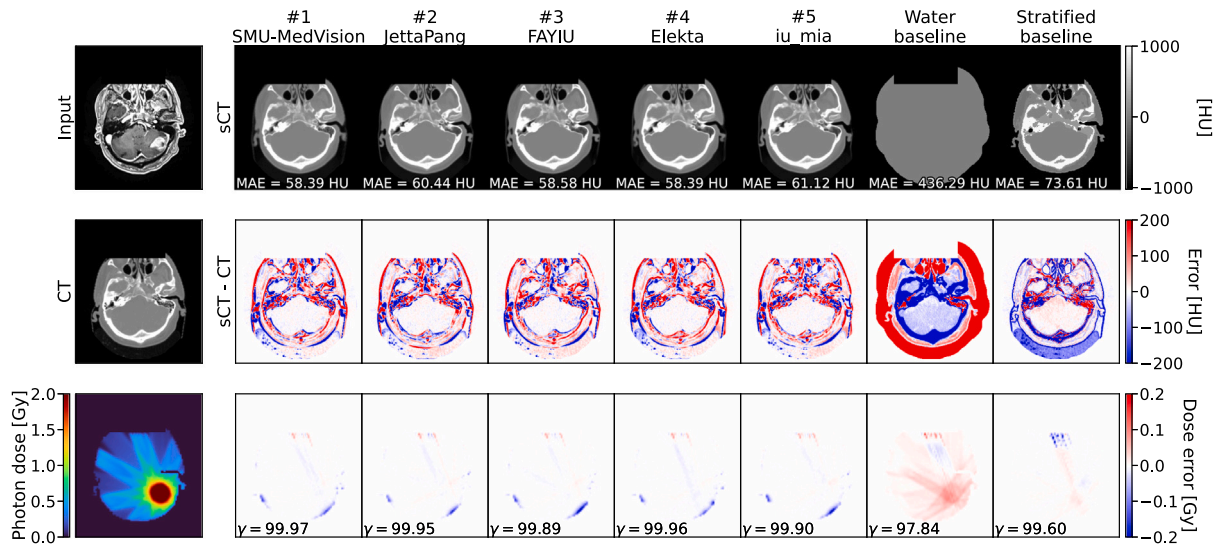 #1 #2 #3 #4 #5 Water Stratified
SMU-MedVision JettaPang FAYIU Elekta iu_mia baseline baseline
Input
sCT
MAE = 58.39 HU MAE = 60.44 HU MAE = 58.58 HU MAE = 58.39 HU MAE = 61.12 HU MAE = 436.29 HU MAE = 73.61 HU
1000
0
−1000
[HU]
CT
sCT - CT
200
100
0
−100
−200
Error [HU]
Photon dose [Gy]
2.0
1.5
1.0
0.5
0.0
γ = 99.97 γ = 99.95 γ = 99.89 γ = 99.96 γ = 99.90 γ = 97.84 γ = 99.60
0.2
0.1
0.0
−0.1
−0.2
Dose error [Gy]